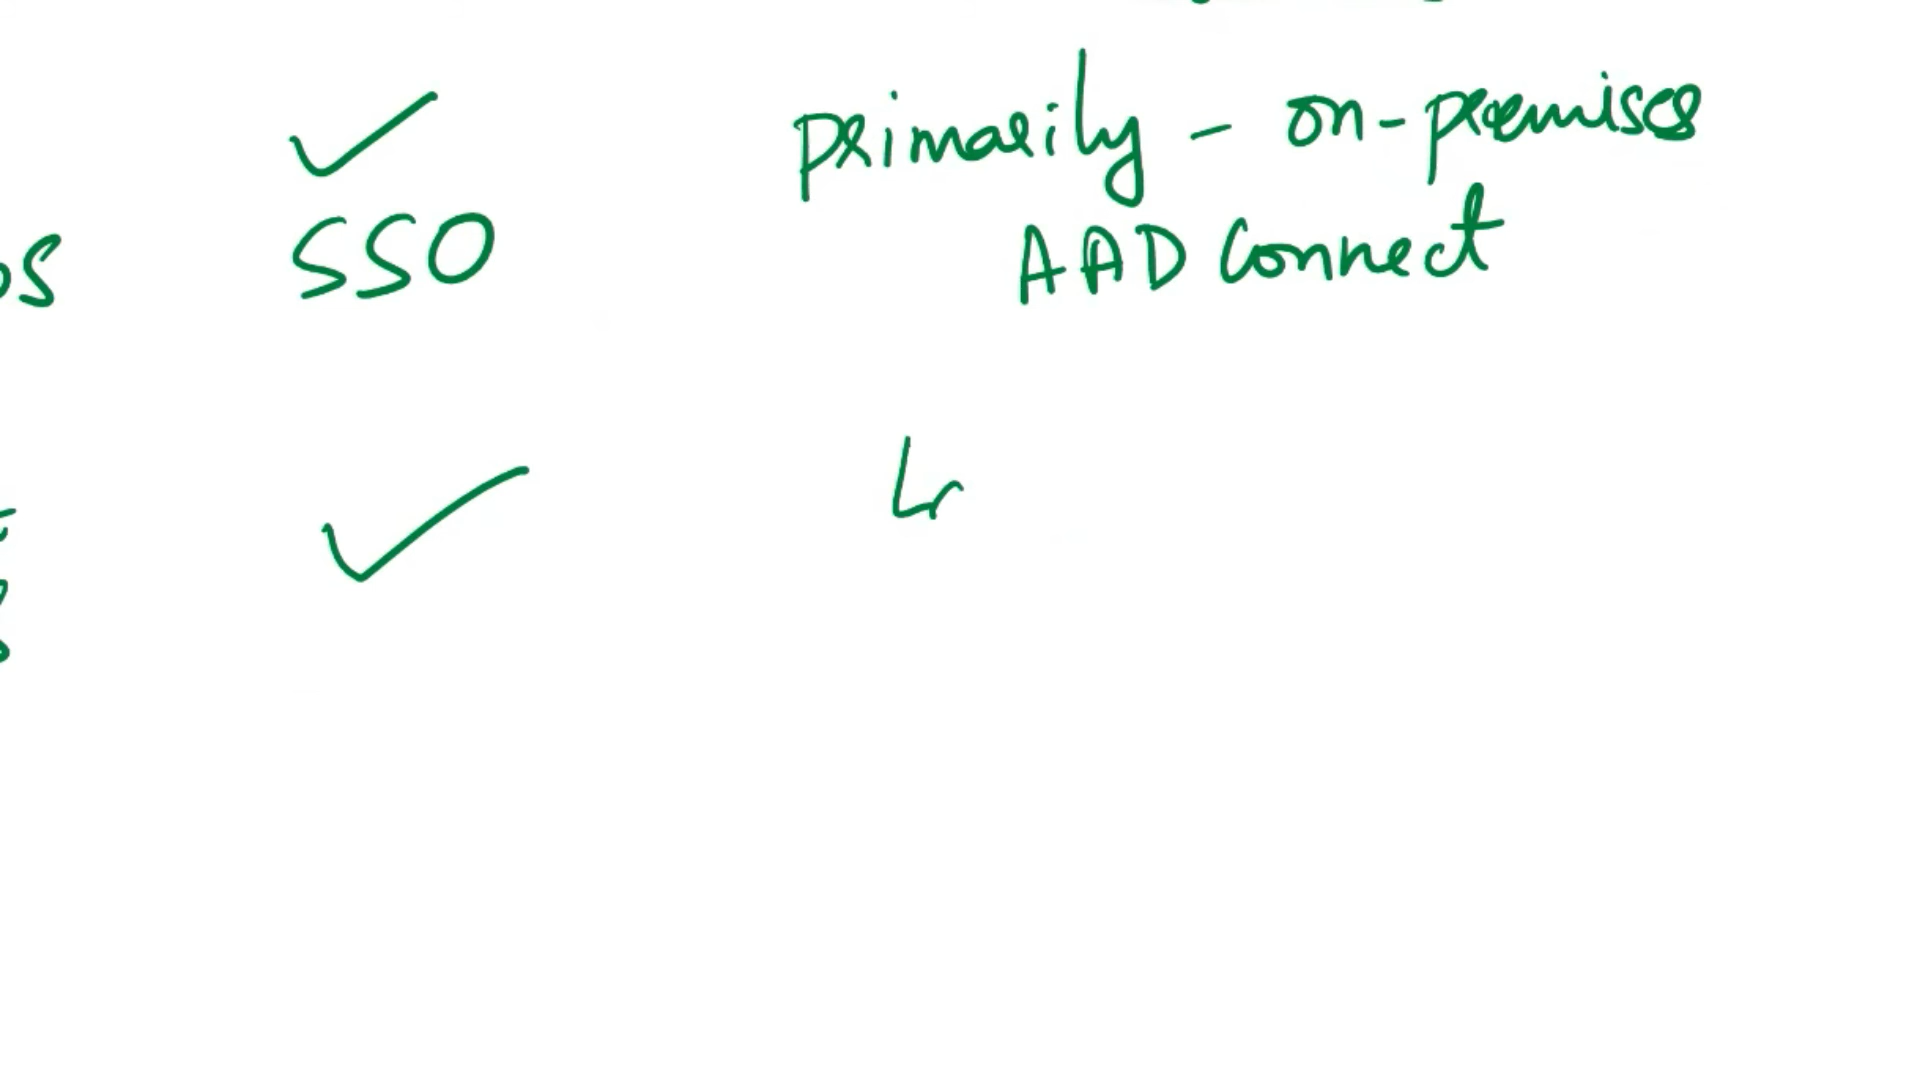 ✓ primarily - on-premises
SSO AAD Connect
✓